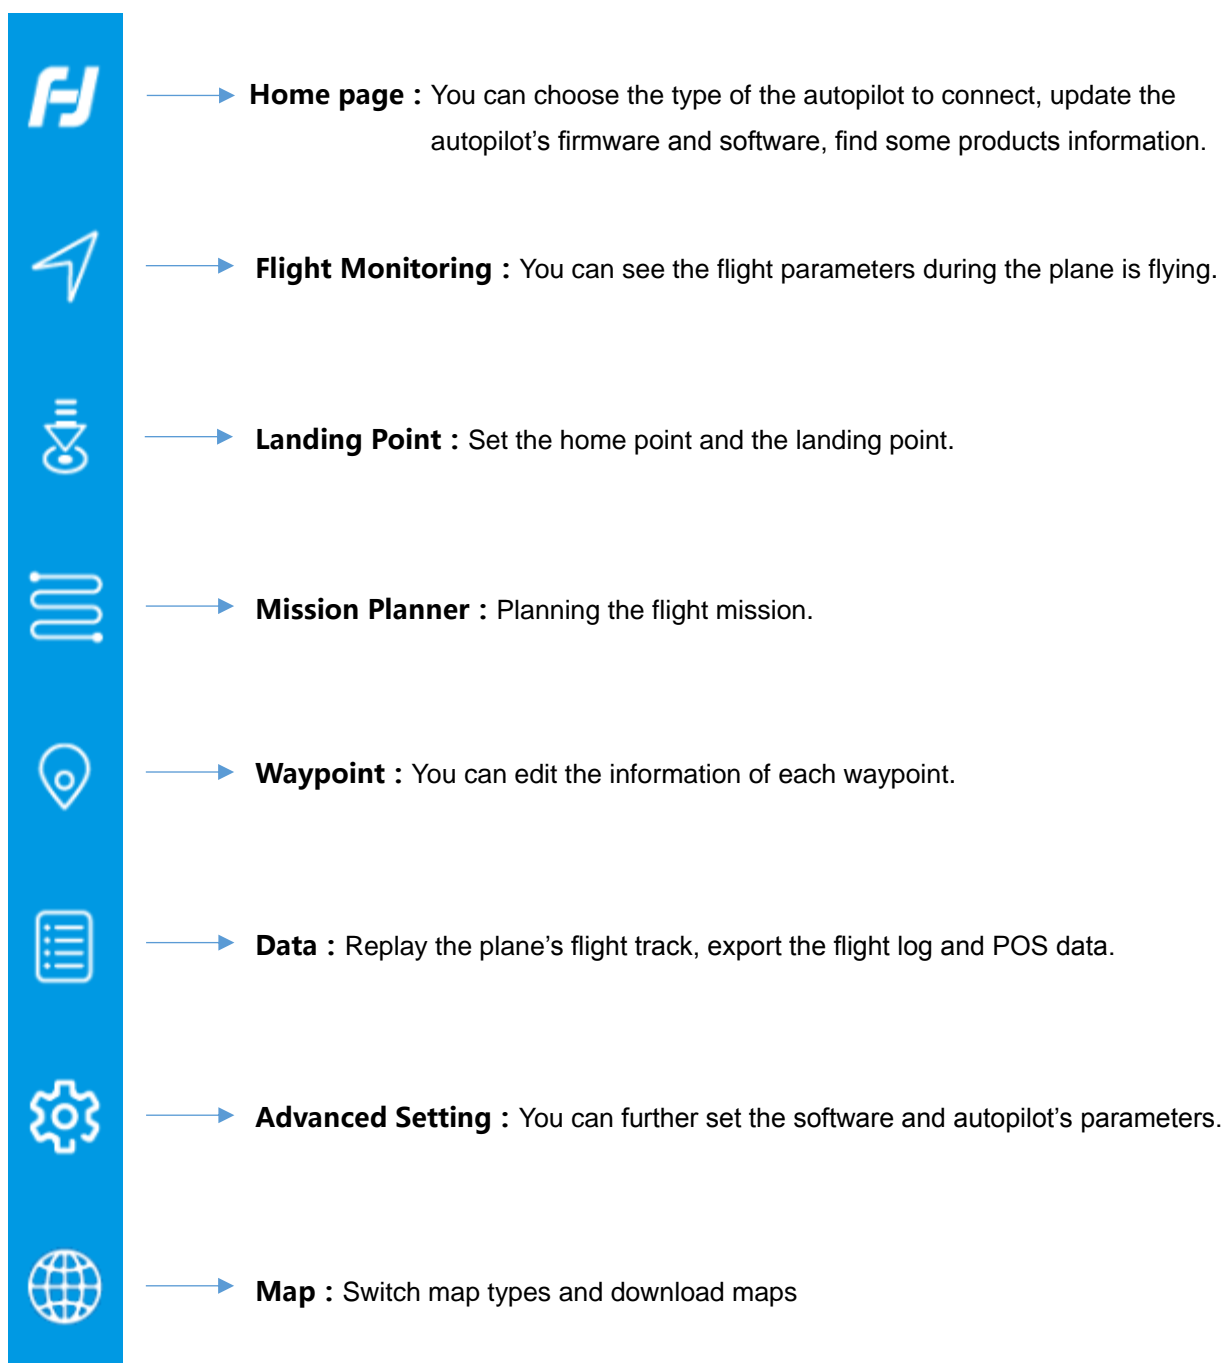 Home page：You can choose the type of the autopilot to connect, update the
autopilot’s firmware and software, find some products information.
Flight Monitoring：You can see the flight parameters during the plane is flying.
Landing Point：Set the home point and the landing point.
Mission Planner：Planning the flight mission.
Waypoint：You can edit the information of each waypoint.
Data：Replay the plane’s flight track, export the flight log and POS data.
Advanced Setting：You can further set the software and autopilot’s parameters.
Map：Switch map types and download maps